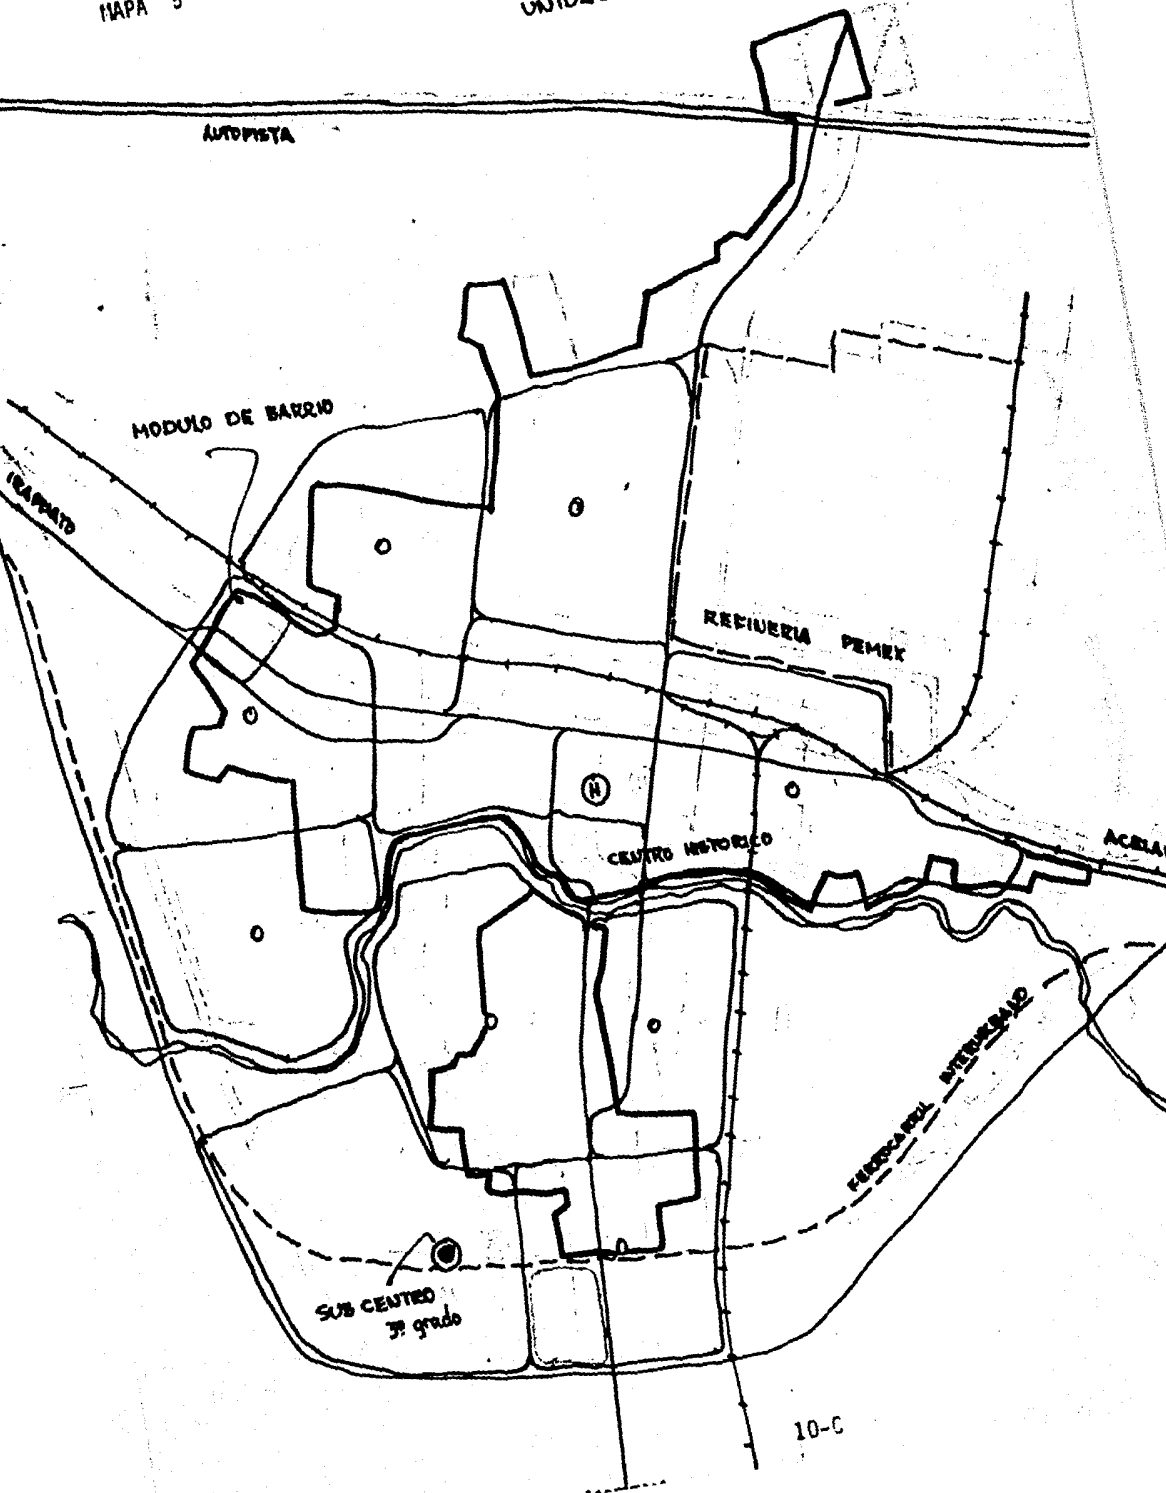 MAPA 5
AUTOPISTA
MODULO DE BARRIO
IRAPUATO
REFINERIA PEMEX
N
CENTRO HISTORICO
FERROCARRIL INTERURBANO
SUB CENTRO
3er grado
10-C